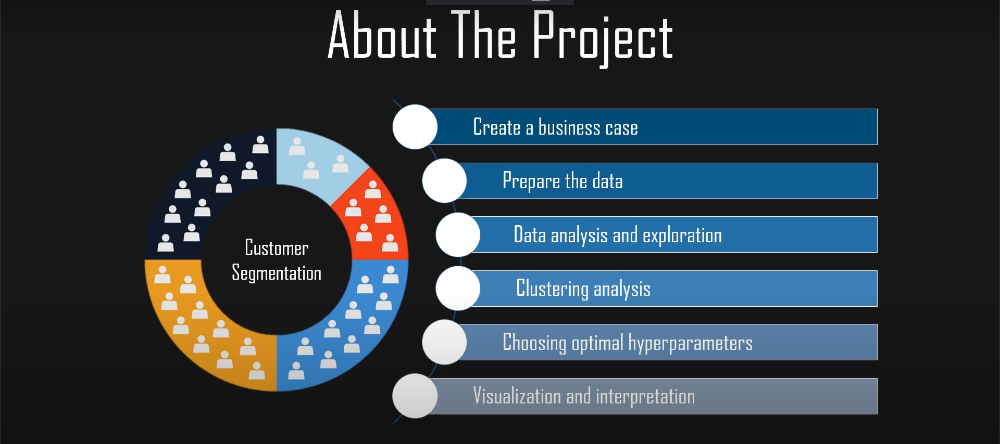 About The Project
Customer
Segmentation
Create a business case
Prepare the data
Data analysis and exploration
Clustering analysis
Choosing optimal hyperparameters
Visualization and interpretation